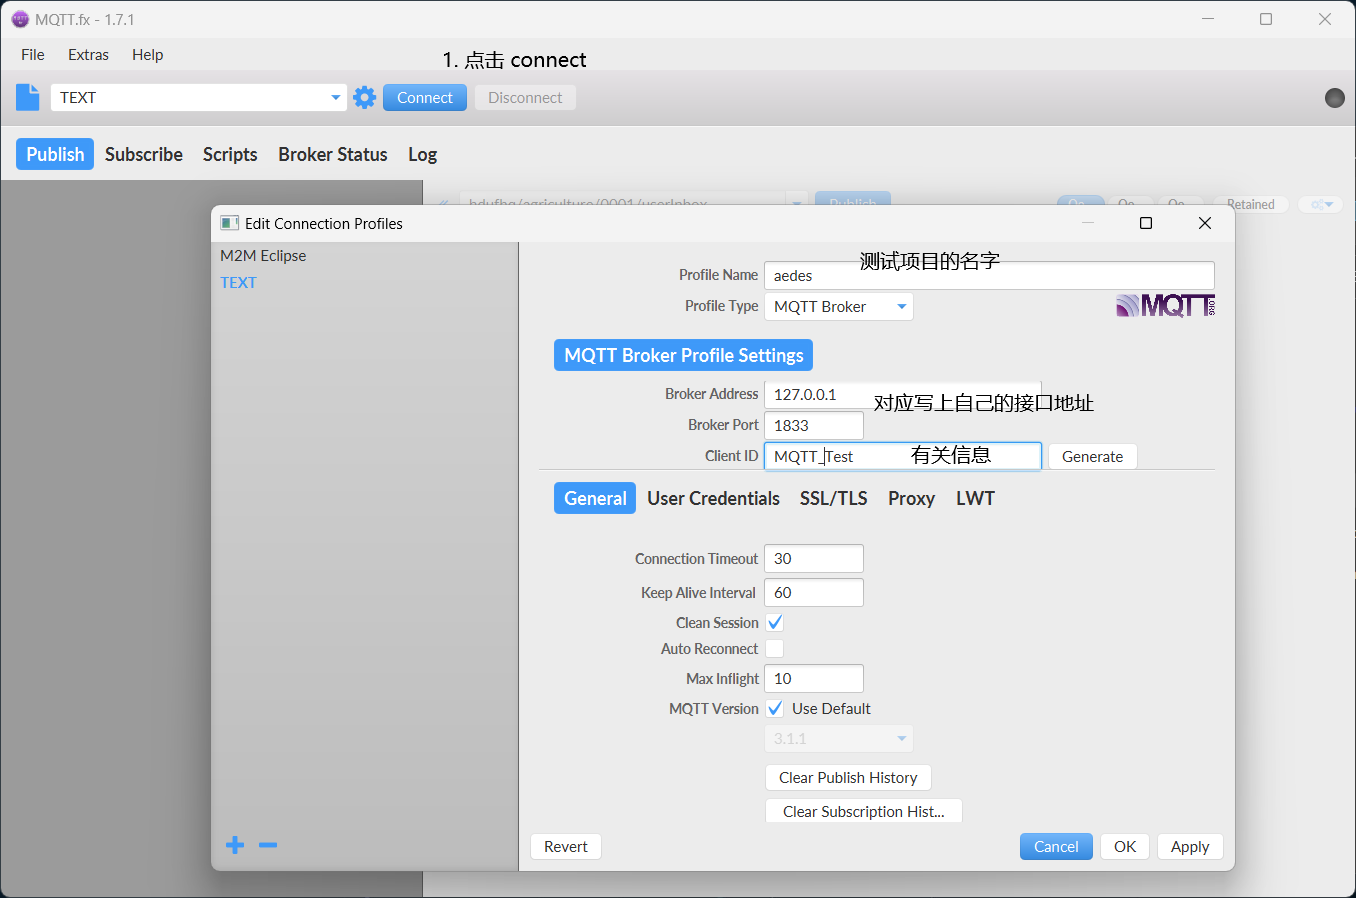 MQTT.fx - 1.7.1
File Extras Help
1. 点击 connect
TEXT Connect Disconnect
Publish Subscribe Scripts Broker Status Log
Publish Retained
Edit Connection Profiles
M2M Eclipse
TEXT
测试项目的名字
Profile Name aedes
Profile Type MQTT Broker
MQTT.ORG
MQTT Broker Profile Settings
Broker Address 127.0.0.1
对应写上自己的接口地址
Broker Port 1833
Client ID MQTT_Test 有关信息 Generate
General User Credentials SSL/TLS Proxy LWT
Connection Timeout 30
Keep Alive Interval 60
Clean Session
Auto Reconnect
Max Inflight 10
MQTT Version Use Default
3.1.1
Clear Publish History
Clear Subscription Hist...
Revert Cancel OK Apply